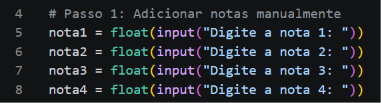 4 # Passo 1: Adicionar notas manualmente
5 nota1 = float(input("Digite a nota 1: "))
6 nota2 = float(input("Digite a nota 2: "))
7 nota3 = float(input("Digite a nota 3: "))
8 nota4 = float(input("Digite a nota 4: "))